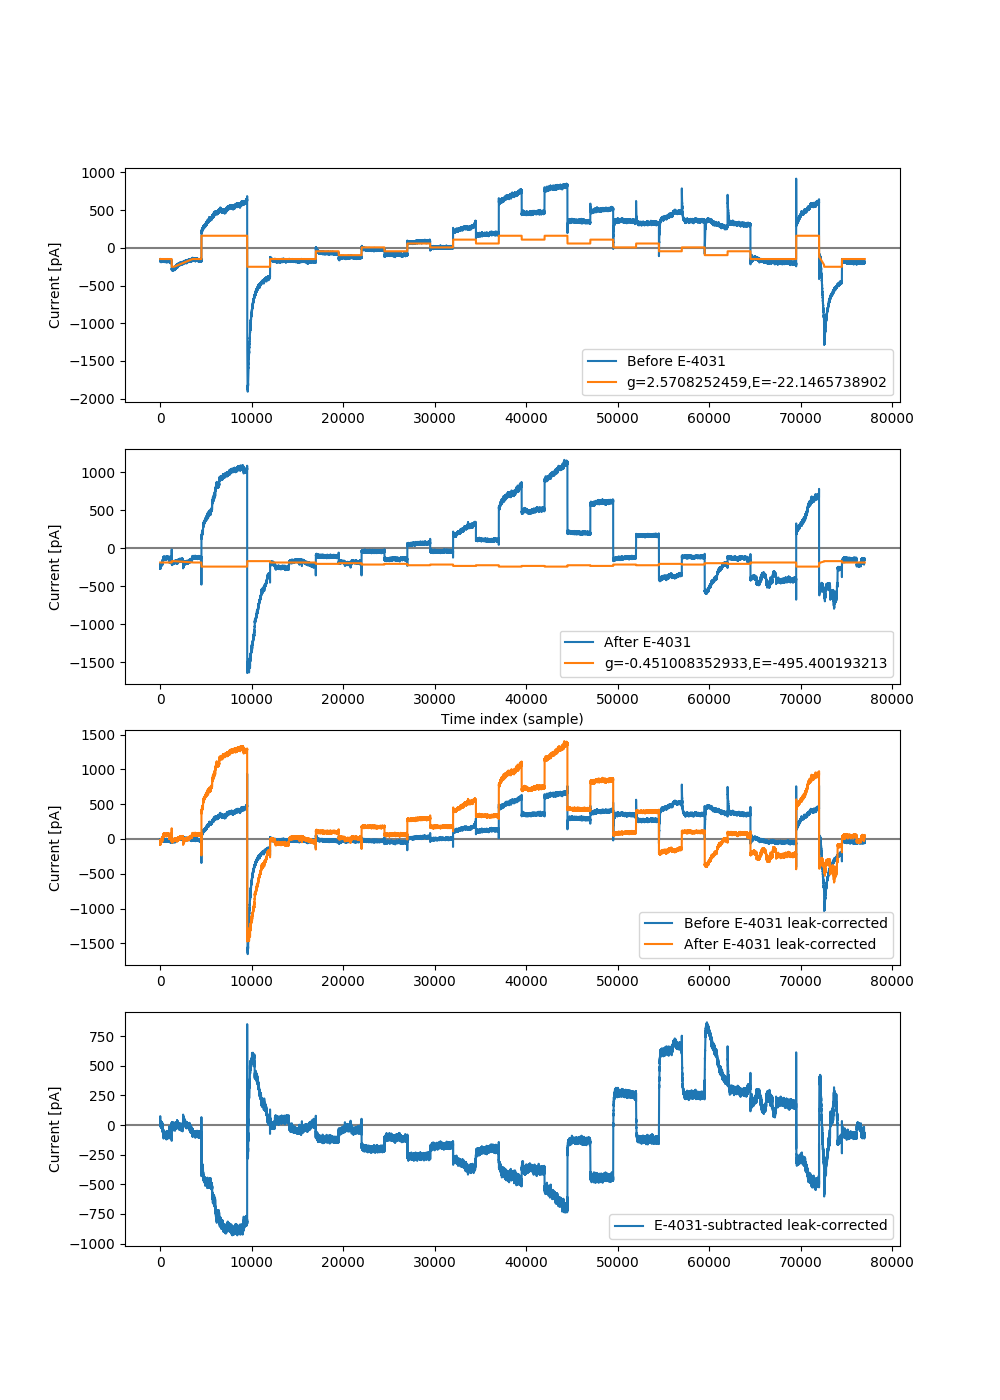 1000
500
0
−500
−1000
−1500
−2000
Current [pA]
Before E-4031
g=2.5708252459,E=-22.1465738902
0 10000 20000 30000 40000 50000 60000 70000 80000
1000
500
0
−500
−1000
−1500
Current [pA]
After E-4031
g=-0.451008352933,E=-495.400193213
0 10000 20000 30000 40000 50000 60000 70000 80000
Time index (sample)
1500
1000
500
0
−500
−1000
−1500
Current [pA]
Before E-4031 leak-corrected
After E-4031 leak-corrected
0 10000 20000 30000 40000 50000 60000 70000 80000
750
500
250
0
−250
−500
−750
−1000
Current [pA]
E-4031-subtracted leak-corrected
0 10000 20000 30000 40000 50000 60000 70000 80000